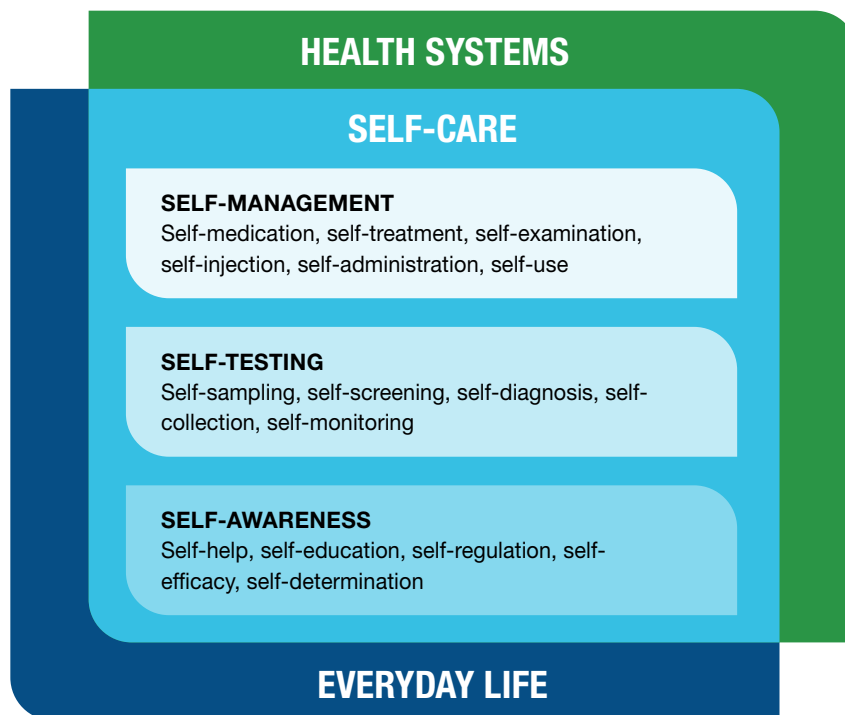 HEALTH SYSTEMS
SELF-CARE
SELF-MANAGEMENT
Self-medication, self-treatment, self-examination,
self-injection, self-administration, self-use
SELF-TESTING
Self-sampling, self-screening, self-diagnosis, self-
collection, self-monitoring
SELF-AWARENESS
Self-help, self-education, self-regulation, self-
efficacy, self-determination
EVERYDAY LIFE